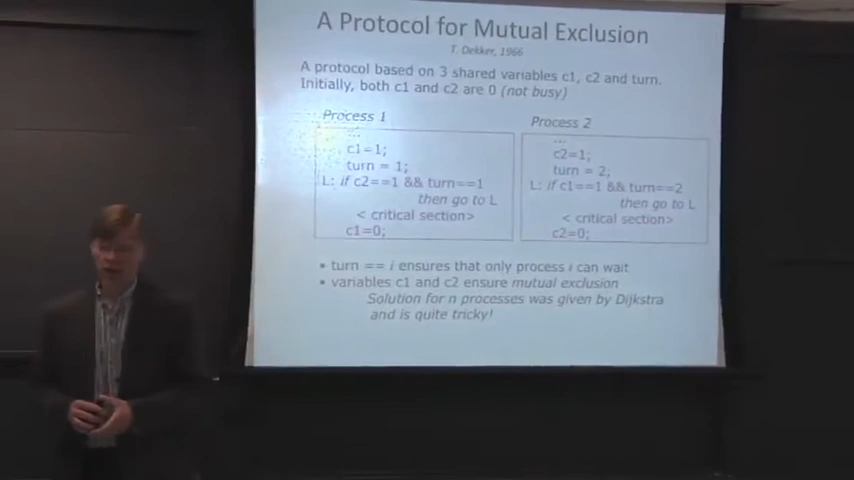 A Protocol for Mutual Exclusion
T. Dekker, 1966
A protocol based on 3 shared variables c1, c2 and turn.
Initially, both c1 and c2 are 0 (not busy)
Process 1
...
c1=1;
turn = 1;
L: if c2==1 && turn==1
then go to L
< critical section>
c1=0;
Process 2
...
c2=1;
turn = 2;
L: if c1==1 && turn==2
then go to L
< critical section>
c2=0;
• turn == i ensures that only process i can wait
• variables c1 and c2 ensure mutual exclusion
Solution for n processes was given by Dijkstra
and is quite tricky!